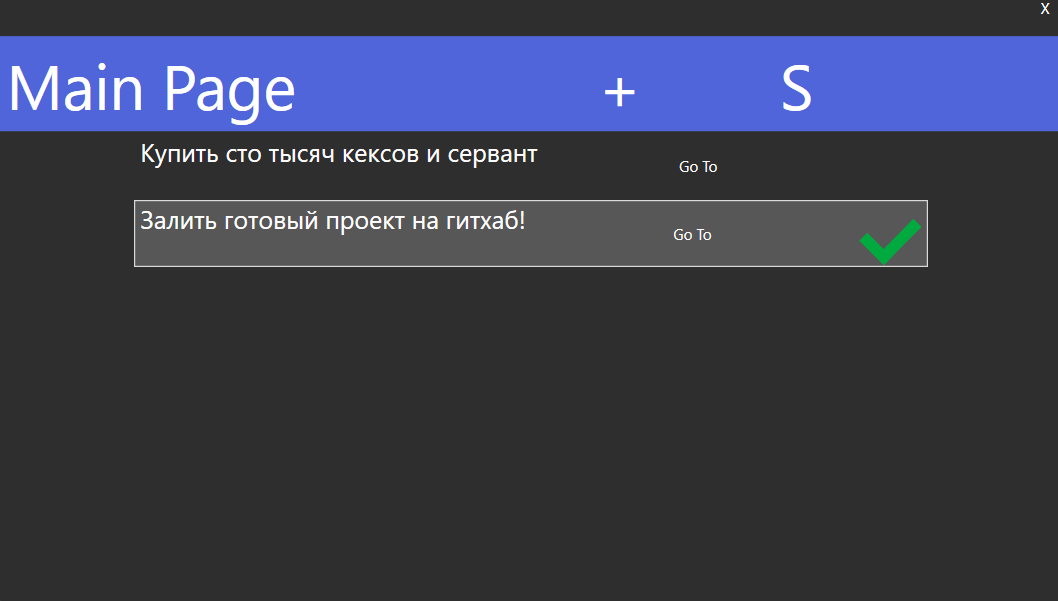 X
Main Page + S
Купить сто тысяч кексов и сервант Go To
Залить готовый проект на гитхаб! Go To